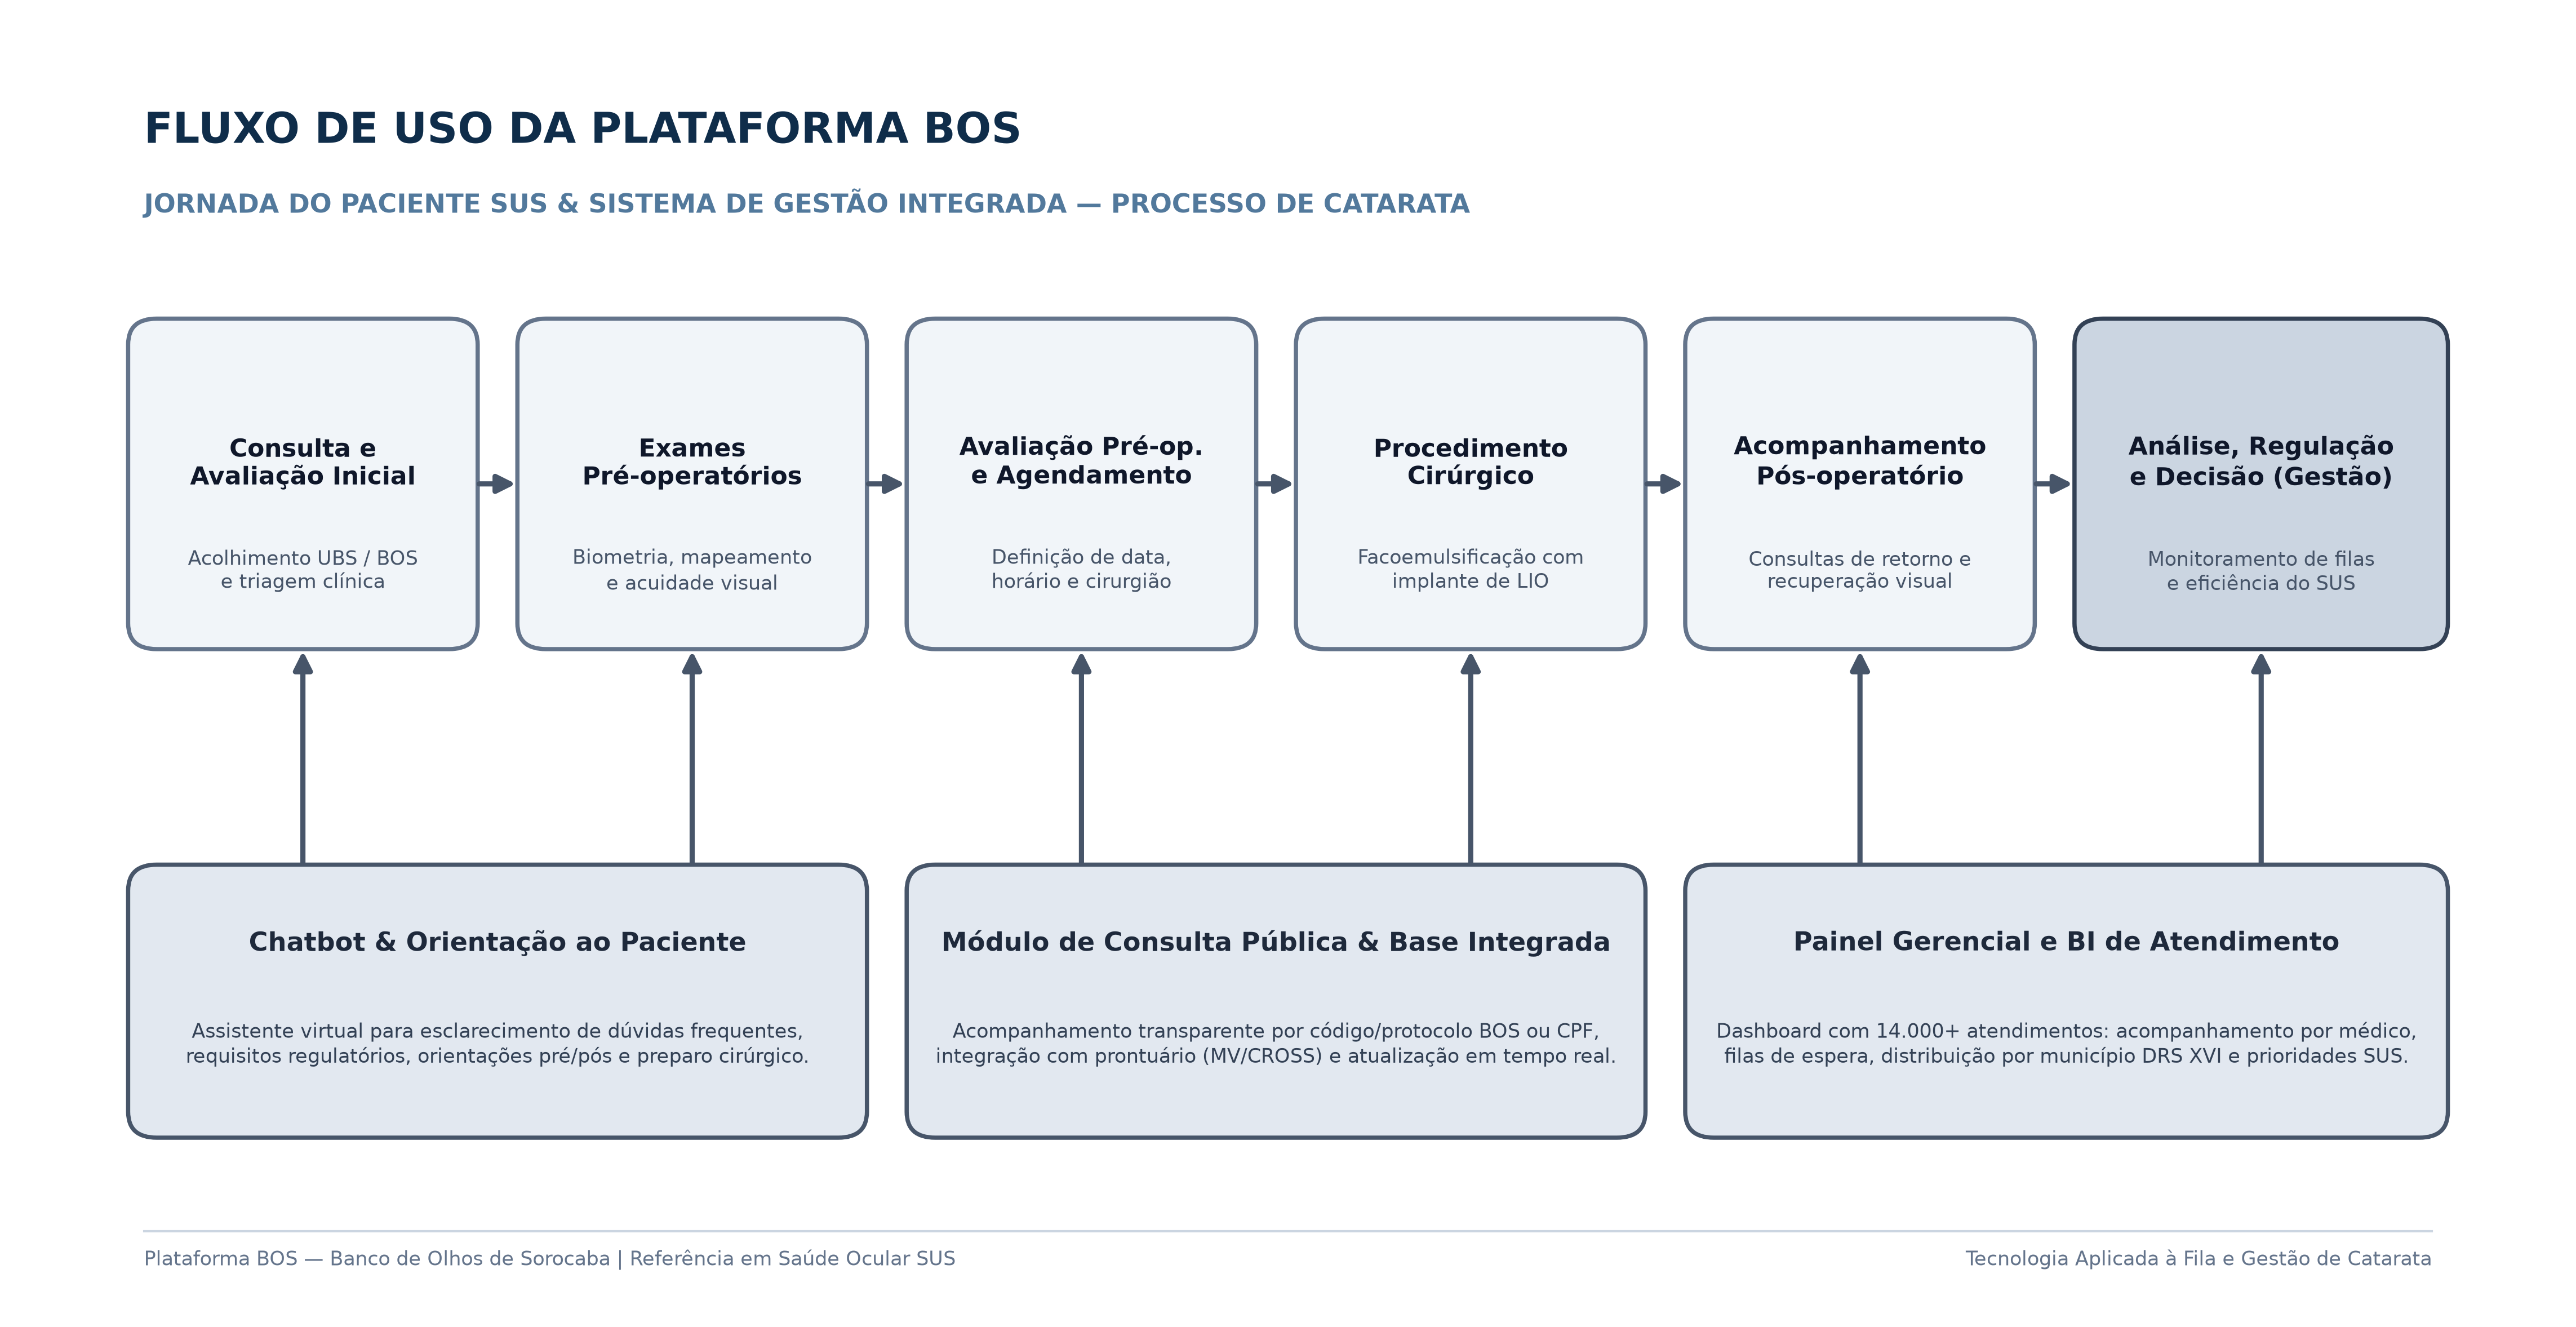 FLUXO DE USO DA PLATAFORMA BOS
JORNADA DO PACIENTE SUS & SISTEMA DE GESTÃO INTEGRADA — PROCESSO DE CATARATA
Consulta e
Avaliação Inicial
Acolhimento UBS / BOS
e triagem clínica
Exames
Pré-operatórios
Biometria, mapeamento
e acuidade visual
Avaliação Pré-op.
e Agendamento
Definição de data,
horário e cirurgião
Procedimento
Cirúrgico
Facoemulsificação com
implante de LIO
Acompanhamento
Pós-operatório
Consultas de retorno e
recuperação visual
Análise, Regulação
e Decisão (Gestão)
Monitoramento de filas
e eficiência do SUS
Chatbot & Orientação ao Paciente
Assistente virtual para esclarecimento de dúvidas frequentes,
requisitos regulatórios, orientações pré/pós e preparo cirúrgico.
Módulo de Consulta Pública & Base Integrada
Acompanhamento transparente por código/protocolo BOS ou CPF,
integração com prontuário (MV/CROSS) e atualização em tempo real.
Painel Gerencial e BI de Atendimento
Dashboard com 14.000+ atendimentos: acompanhamento por médico,
filas de espera, distribuição por município DRS XVI e prioridades SUS.
Plataforma BOS — Banco de Olhos de Sorocaba | Referência em Saúde Ocular SUS
Tecnologia Aplicada à Fila e Gestão de Catarata